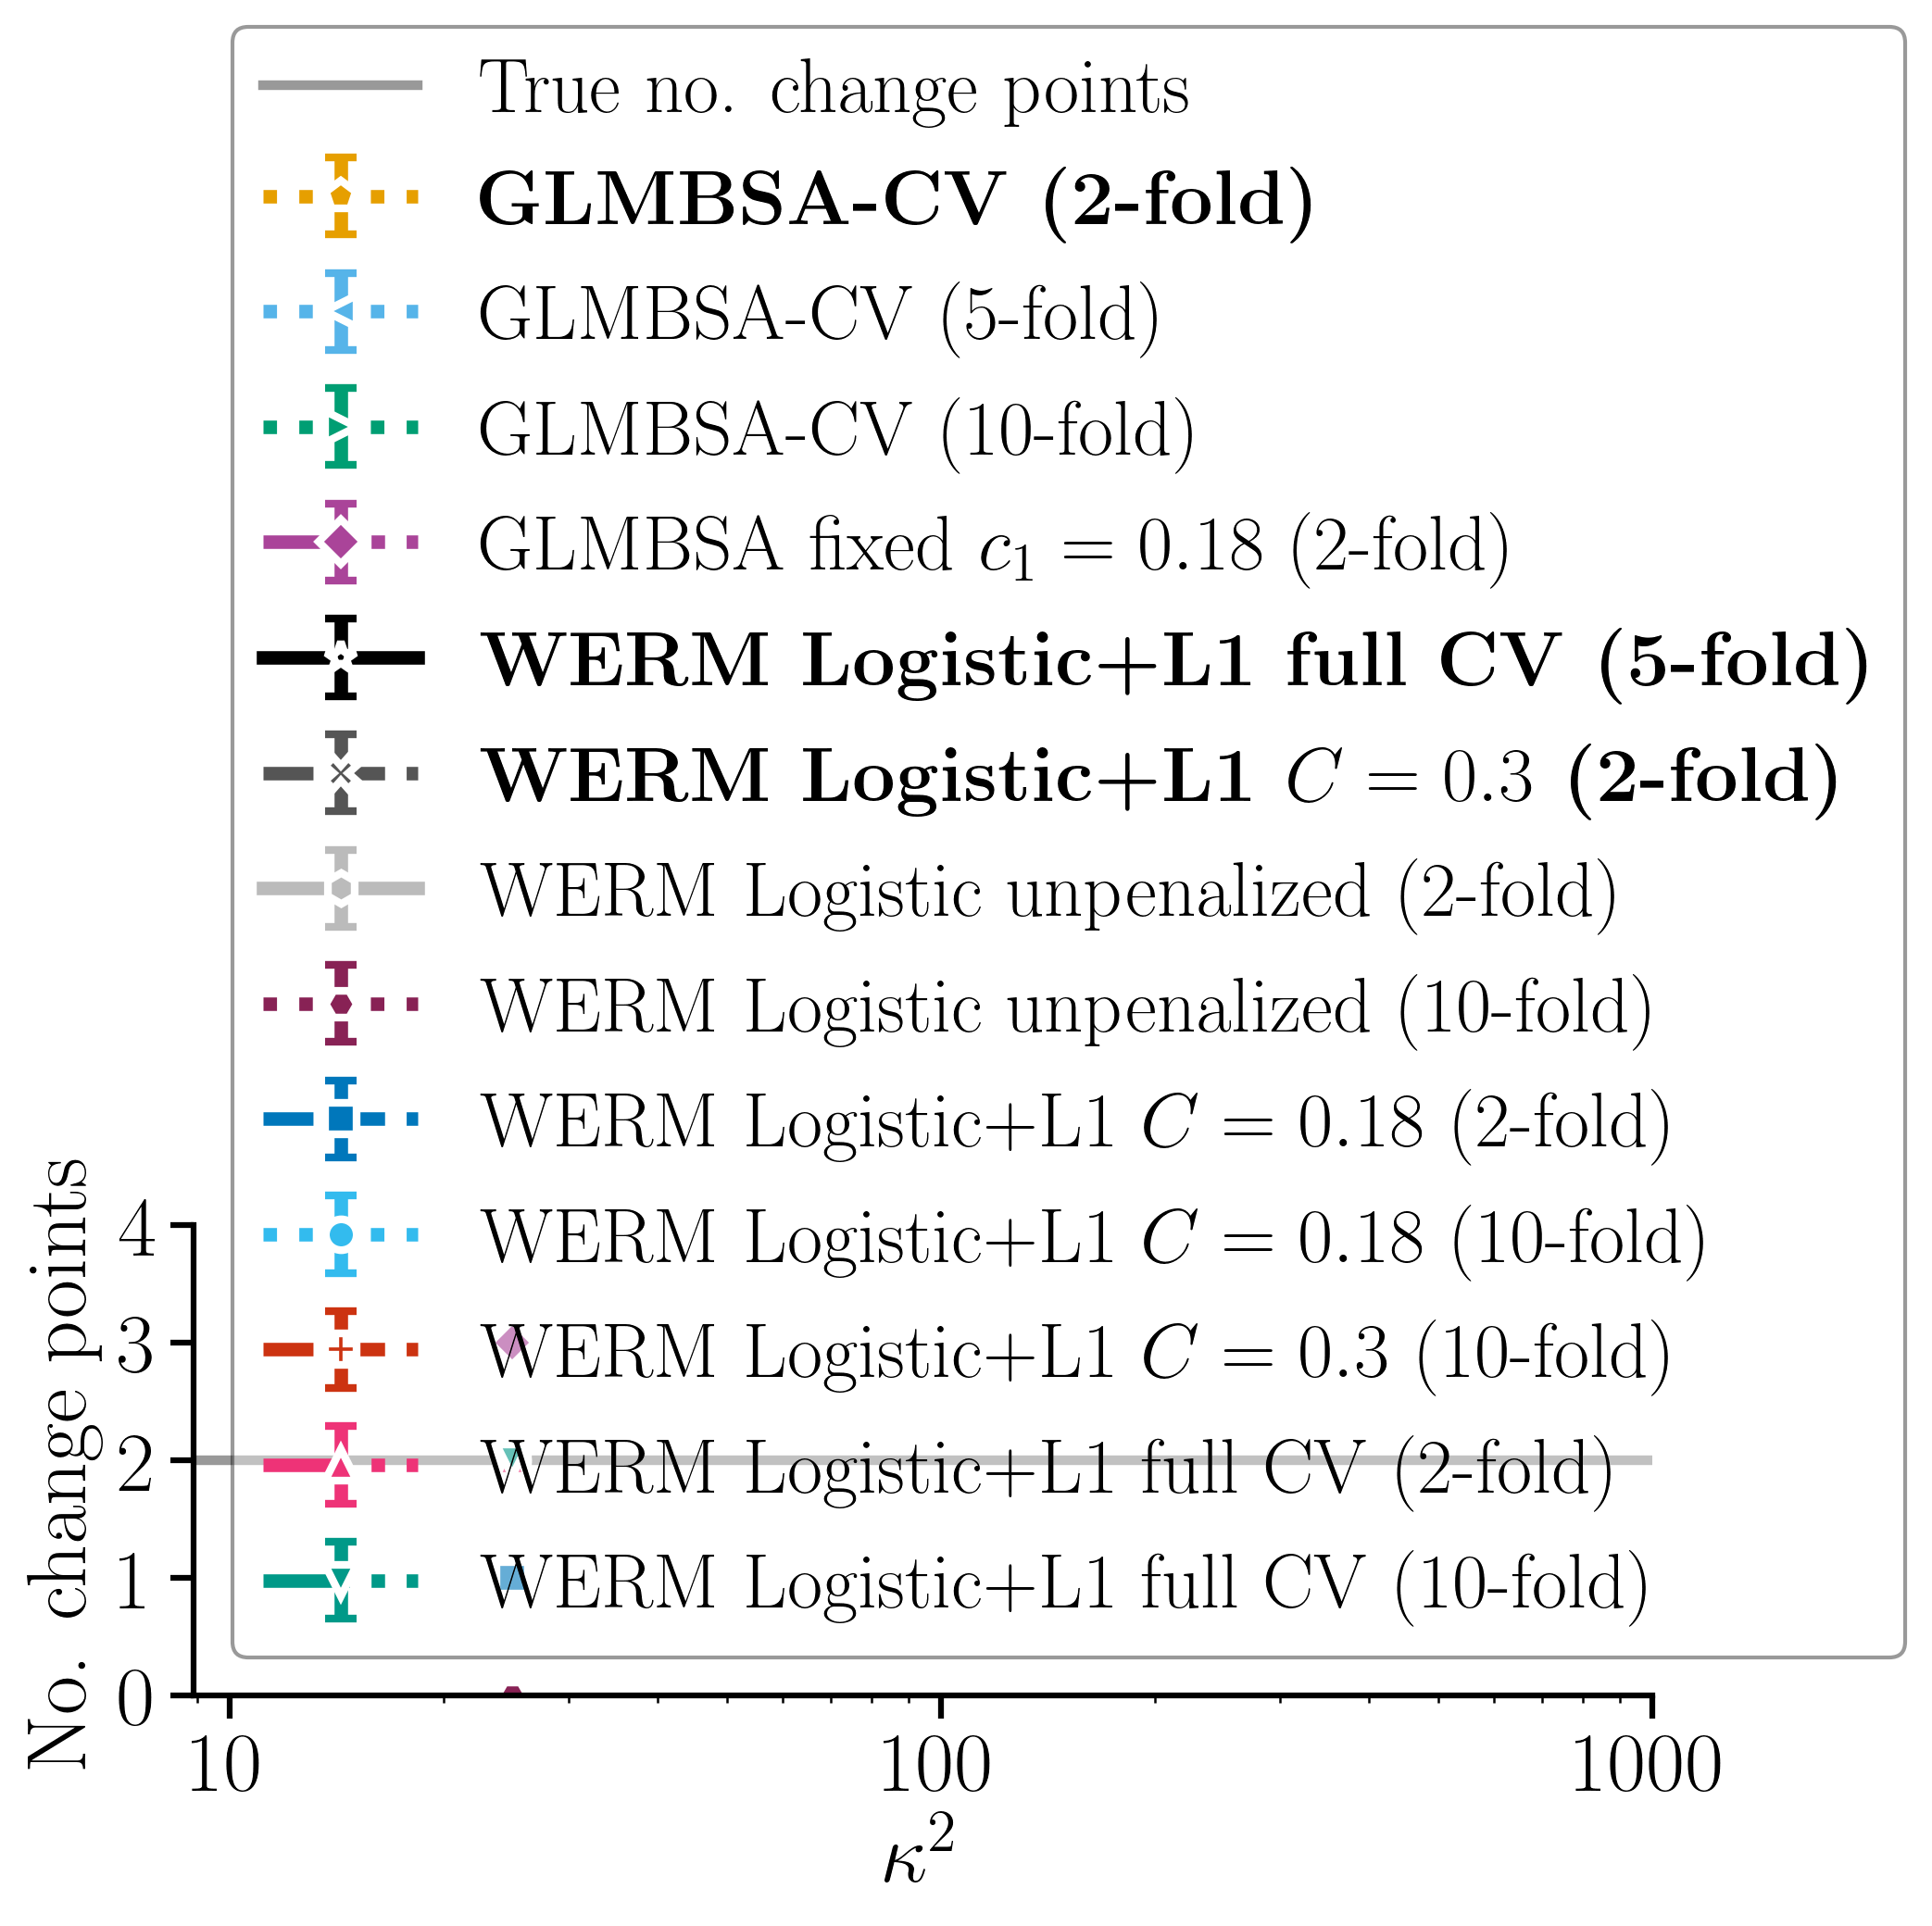 True no. change points
GLMBSA-CV (2-fold)
GLMBSA-CV (5-fold)
GLMBSA-CV (10-fold)
GLMBSA fixed c₁ = 0.18 (2-fold)
WERM Logistic+L1 full CV (5-fold)
WERM Logistic+L1 C = 0.3 (2-fold)
WERM Logistic unpenalized (2-fold)
WERM Logistic unpenalized (10-fold)
WERM Logistic+L1 C = 0.18 (2-fold)
WERM Logistic+L1 C = 0.18 (10-fold)
WERM Logistic+L1 C = 0.3 (10-fold)
WERM Logistic+L1 full CV (2-fold)
WERM Logistic+L1 full CV (10-fold)
No. change points
4
3
2
1
0
10 100 1000
κ²